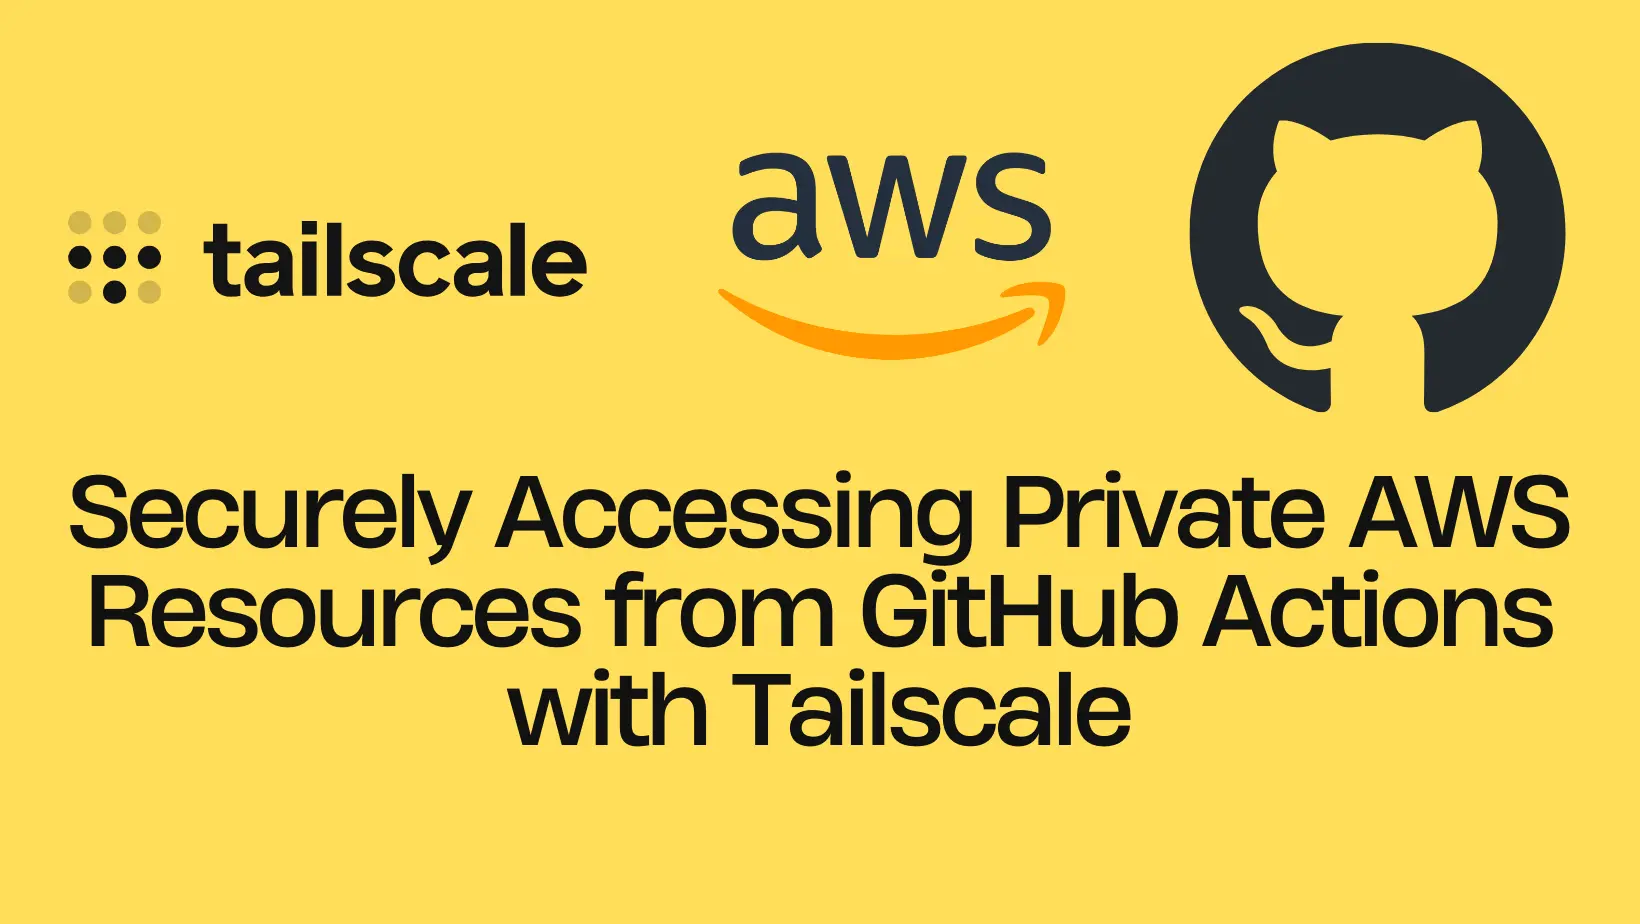 tailscale
aws
Securely Accessing Private AWS
Resources from GitHub Actions
with Tailscale